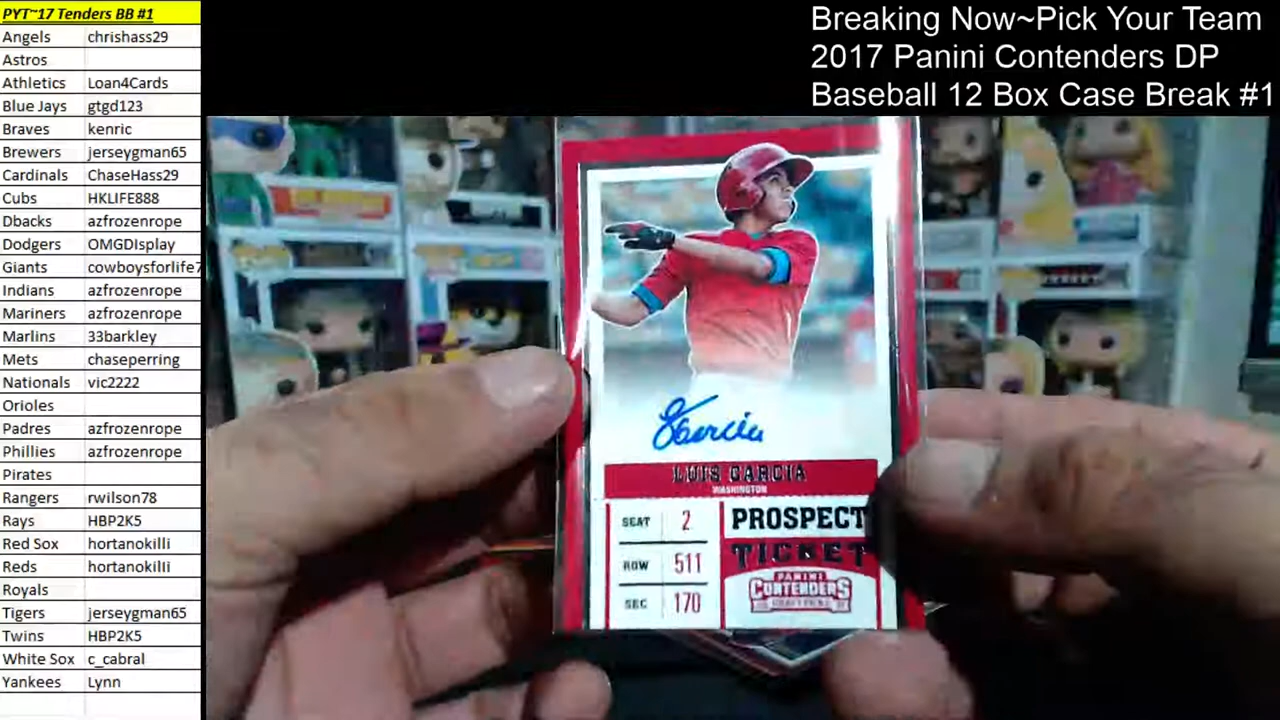 PYT~17 Tenders BB #1
Angels chrishass29
Astros
Athletics Loan4Cards
Blue Jays gtgd123
Braves kenric
Brewers jerseygman65
Cardinals ChaseHass29
Cubs HKLIFE888
Dbacks azfrozenrope
Dodgers OMGDIsplay
Giants cowboysforlife7
Indians azfrozenrope
Mariners azfrozenrope
Marlins 33barkley
Mets chaseperring
Nationals vic2222
Orioles
Padres azfrozenrope
Phillies azfrozenrope
Pirates
Rangers rwilson78
Rays HBP2K5
Red Sox hortanokilli
Reds hortanokilli
Royals
Tigers jerseygman65
Twins HBP2K5
White Sox c_cabral
Yankees Lynn
Breaking Now~Pick Your Team
2017 Panini Contenders DP
Baseball 12 Box Case Break #1
LGarcia
LUIS GARCIA
WASHINGTON
SEAT 2
ROW 511
SEC 170
PROSPECT
TICKET
PANINI
CONTENDERS